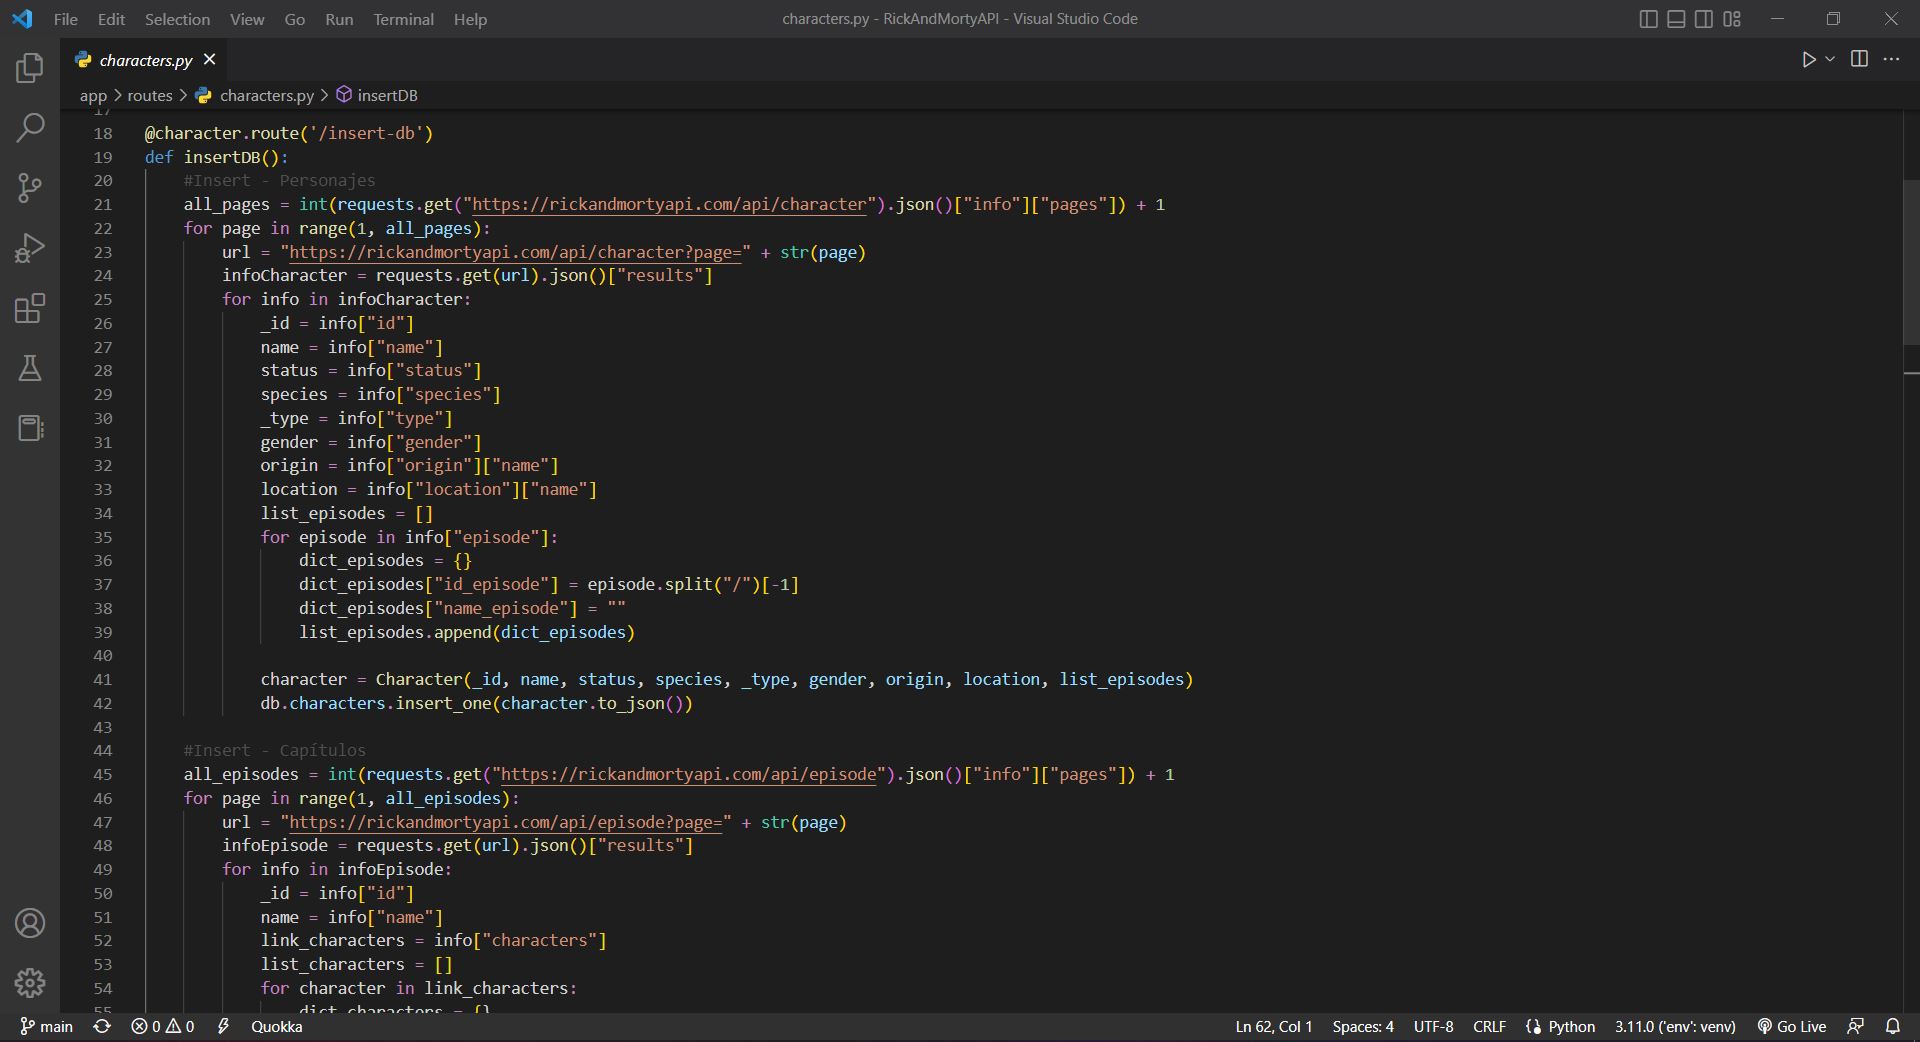 File Edit Selection View Go Run Terminal Help characters.py - RickAndMortyAPI - Visual Studio Code
characters.py
app > routes > characters.py > insertDB
17
18 @character.route('/insert-db')
19 def insertDB():
20     #Insert - Personajes
21     all_pages = int(requests.get("https://rickandmortyapi.com/api/character").json()["info"]["pages"]) + 1
22     for page in range(1, all_pages):
23         url = "https://rickandmortyapi.com/api/character?page=" + str(page)
24         infoCharacter = requests.get(url).json()["results"]
25         for info in infoCharacter:
26             _id = info["id"]
27             name = info["name"]
28             status = info["status"]
29             species = info["species"]
30             _type = info["type"]
31             gender = info["gender"]
32             origin = info["origin"]["name"]
33             location = info["location"]["name"]
34             list_episodes = []
35             for episode in info["episode"]:
36                 dict_episodes = {}
37                 dict_episodes["id_episode"] = episode.split("/")[-1]
38                 dict_episodes["name_episode"] = ""
39                 list_episodes.append(dict_episodes)
40
41             character = Character(_id, name, status, species, _type, gender, origin, location, list_episodes)
42             db.characters.insert_one(character.to_json())
43
44     #Insert - Capítulos
45     all_episodes = int(requests.get("https://rickandmortyapi.com/api/episode").json()["info"]["pages"]) + 1
46     for page in range(1, all_episodes):
47         url = "https://rickandmortyapi.com/api/episode?page=" + str(page)
48         infoEpisode = requests.get(url).json()["results"]
49         for info in infoEpisode:
50             _id = info["id"]
51             name = info["name"]
52             link_characters = info["characters"]
53             list_characters = []
54             for character in link_characters:
55                 dict_characters = {}
main 0 0 Quokka Ln 62, Col 1 Spaces: 4 UTF-8 CRLF Python 3.11.0 ('env': venv) Go Live